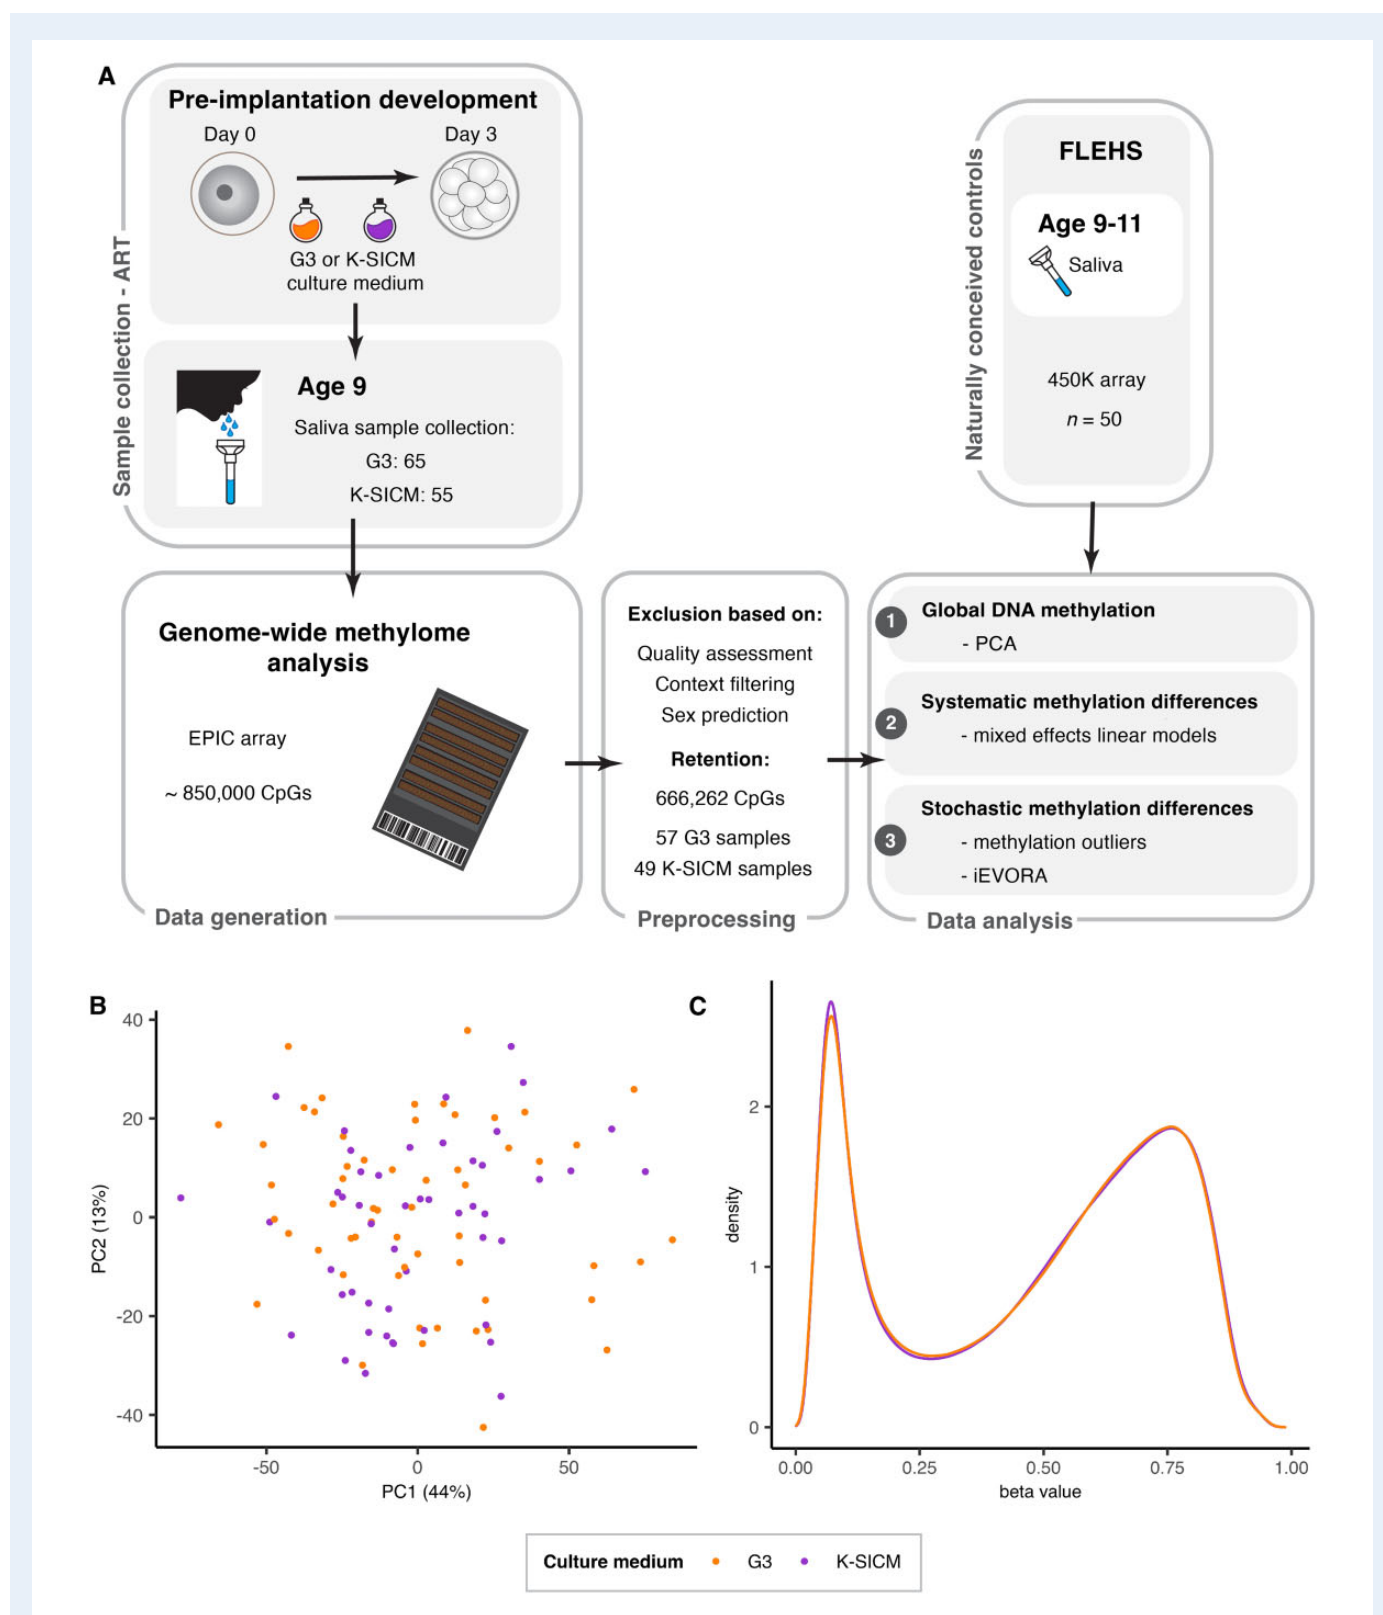 A
Pre-implantation development
Day 0
Day 3
G3 or K-SICM
culture medium
Sample collection - ART
Age 9
Saliva sample collection:
G3: 65
K-SICM: 55
Naturally conceived controls
FLEHS
Age 9-11
Saliva
450K array
n = 50
Genome-wide methylome
analysis
EPIC array
~ 850,000 CpGs
Data generation
Exclusion based on:
Quality assessment
Context filtering
Sex prediction
Retention:
666,262 CpGs
57 G3 samples
49 K-SICM samples
Preprocessing
1
Global DNA methylation
- PCA
2
Systematic methylation differences
- mixed effects linear models
3
Stochastic methylation differences
- methylation outliers
- iEVORA
Data analysis
B
40
20
0
-20
-40
PC2 (13%)
-50
0
50
PC1 (44%)
C
2
1
0
density
0.00
0.25
0.50
0.75
1.00
beta value
Culture medium
G3
K-SICM